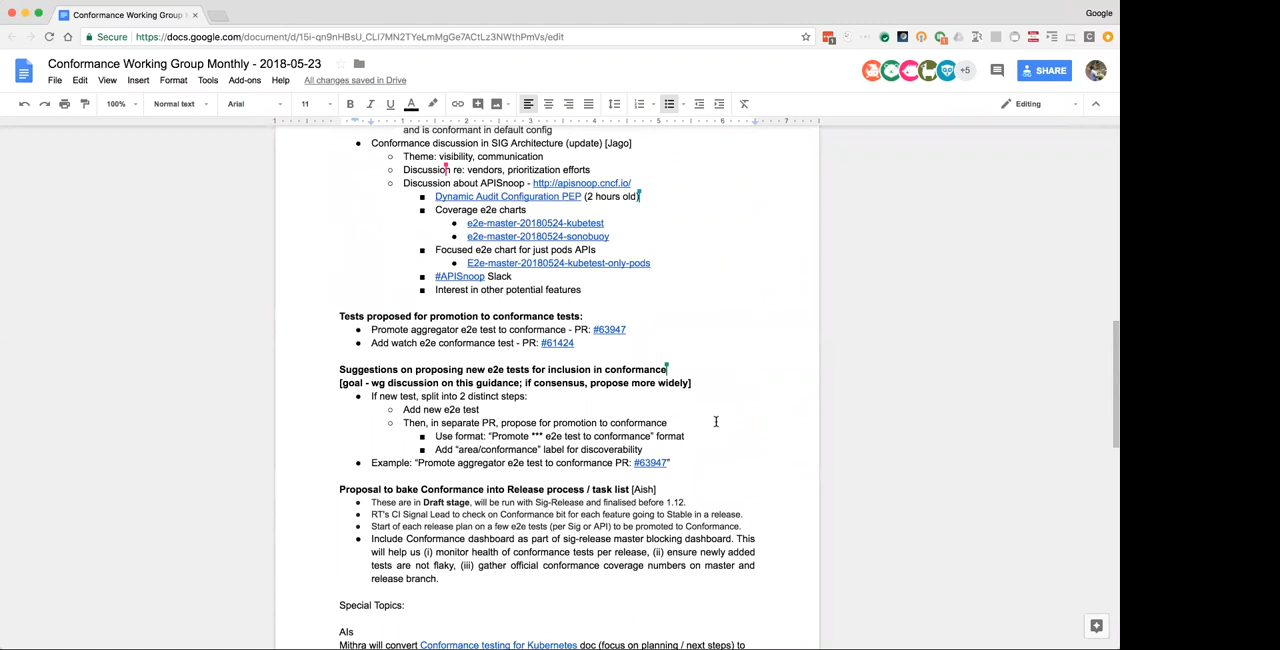 Conformance Working Group
Google
Secure
https://docs.google.com/document/d/15i-qn9nHBsU_CLI7MN2TYeLmMgGe7ACtLz3NWthPmVs/edit
Conformance Working Group Monthly - 2018-05-23
File Edit View Insert Format Tools Add-ons Help All changes saved in Drive
+5
SHARE
100% Normal text Arial 11 B I U A Editing
1 1 2 3 4 5 6 7
and is conformant in default config
● Conformance discussion in SIG Architecture (update) [Jago]
○ Theme: visibility, communication
○ Discussion re: vendors, prioritization efforts
○ Discussion about APISnoop - http://apisnoop.cncf.io/
■ Dynamic Audit Configuration PEP (2 hours old)
■ Coverage e2e charts
● e2e-master-20180524-kubetest
● e2e-master-20180524-sonobuoy
■ Focused e2e chart for just pods APIs
● E2e-master-20180524-kubetest-only-pods
■ #APISnoop Slack
■ Interest in other potential features
Tests proposed for promotion to conformance tests:
● Promote aggregator e2e test to conformance - PR: #63947
● Add watch e2e conformance test - PR: #61424
Suggestions on proposing new e2e tests for inclusion in conformance
[goal - wg discussion on this guidance; if consensus, propose more widely]
● If new test, split into 2 distinct steps:
○ Add new e2e test
○ Then, in separate PR, propose for promotion to conformance
■ Use format: “Promote *** e2e test to conformance” format
■ Add “area/conformance” label for discoverability
● Example: “Promote aggregator e2e test to conformance PR: #63947”
Proposal to bake Conformance into Release process / task list [Aish]
● These are in Draft stage, will be run with Sig-Release and finalised before 1.12.
● RT's CI Signal Lead to check on Conformance bit for each feature going to Stable in a release.
● Start of each release plan on a few e2e tests (per Sig or API) to be promoted to Conformance.
● Include Conformance dashboard as part of sig-release master blocking dashboard. This
will help us (i) monitor health of conformance tests per release, (ii) ensure newly added
tests are not flaky, (iii) gather official conformance coverage numbers on master and
release branch.
Special Topics:
AIs
Mithra will convert Conformance testing for Kubernetes doc (focus on planning / next steps) to